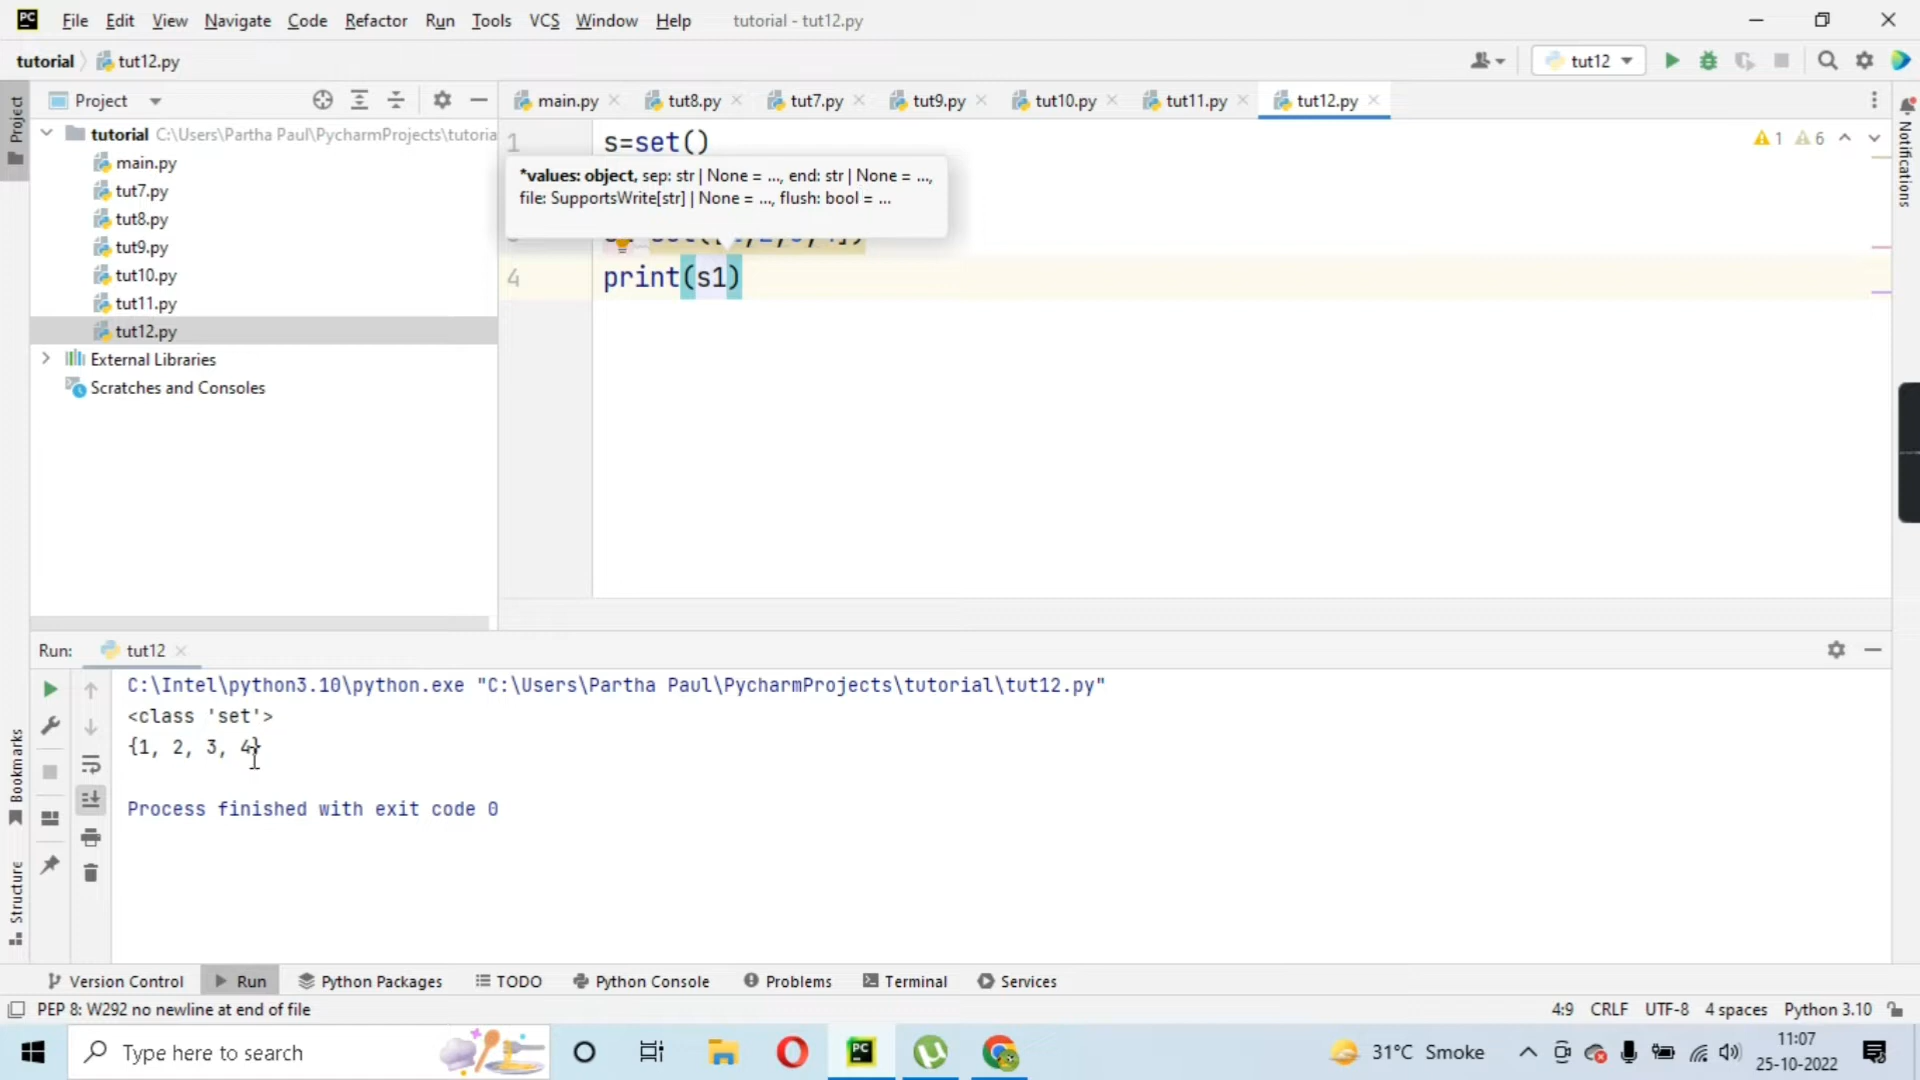 File Edit View Navigate Code Refactor Run Tools VCS Window Help tutorial - tut12.py
tutorial tut12.py
tut12
Project
Project
main.py tut8.py tut7.py tut9.py tut10.py tut11.py tut12.py
Notifications
tutorial C:\Users\Partha Paul\PycharmProjects\tutoria
main.py
tut7.py
tut8.py
tut9.py
tut10.py
tut11.py
tut12.py
External Libraries
Scratches and Consoles
1 s=set()
1 6
*values: object, sep: str | None = ..., end: str | None = ...,
file: SupportsWrite[str] | None = ..., flush: bool = ...
4 print(s1)
Run: tut12
C:\Intel\python3.10\python.exe "C:\Users\Partha Paul\PycharmProjects\tutorial\tut12.py"
<class 'set'>
{1, 2, 3, 4}
Process finished with exit code 0
Bookmarks
Structure
Version Control Run Python Packages TODO Python Console Problems Terminal Services
PEP 8: W292 no newline at end of file
4:9 CRLF UTF-8 4 spaces Python 3.10
Type here to search
PC
31°C Smoke
11:07
25-10-2022